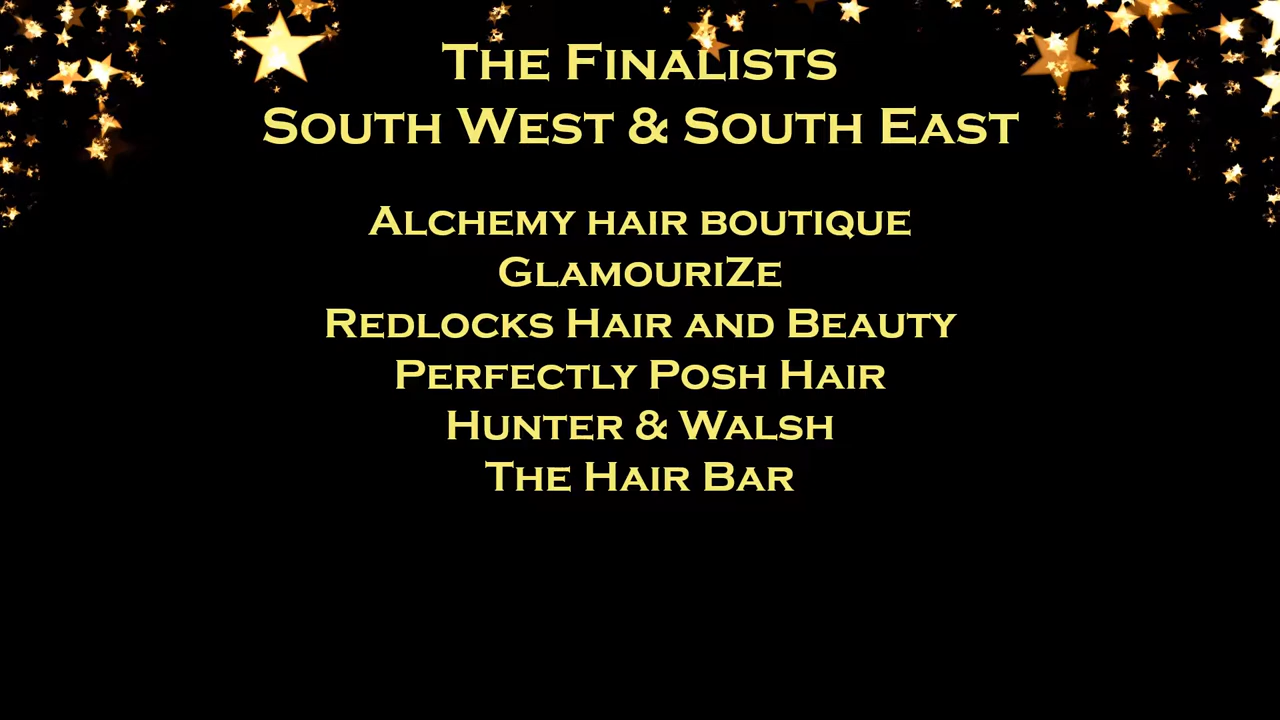 The Finalists
South West & South East
Alchemy hair boutique
GlamouriZe
Redlocks Hair and Beauty
Perfectly Posh Hair
Hunter & Walsh
The Hair Bar